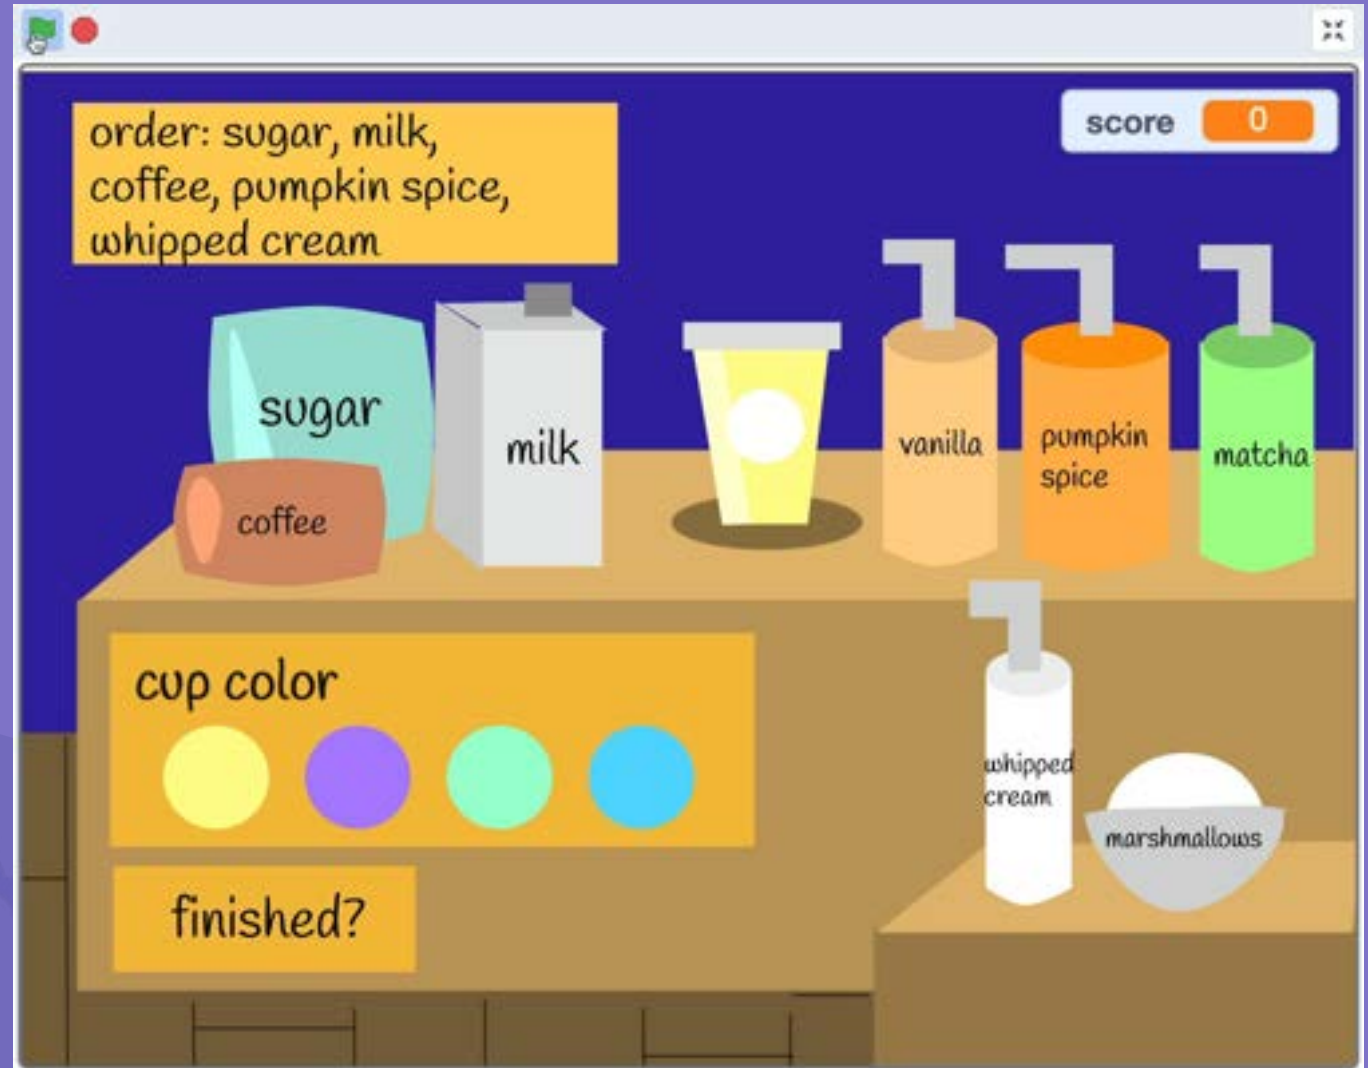 order: sugar, milk,
coffee, pumpkin spice,
whipped cream
score 0
sugar
milk
coffee
vanilla
pumpkin
spice
matcha
cup color
whipped
cream
marshmallows
finished?